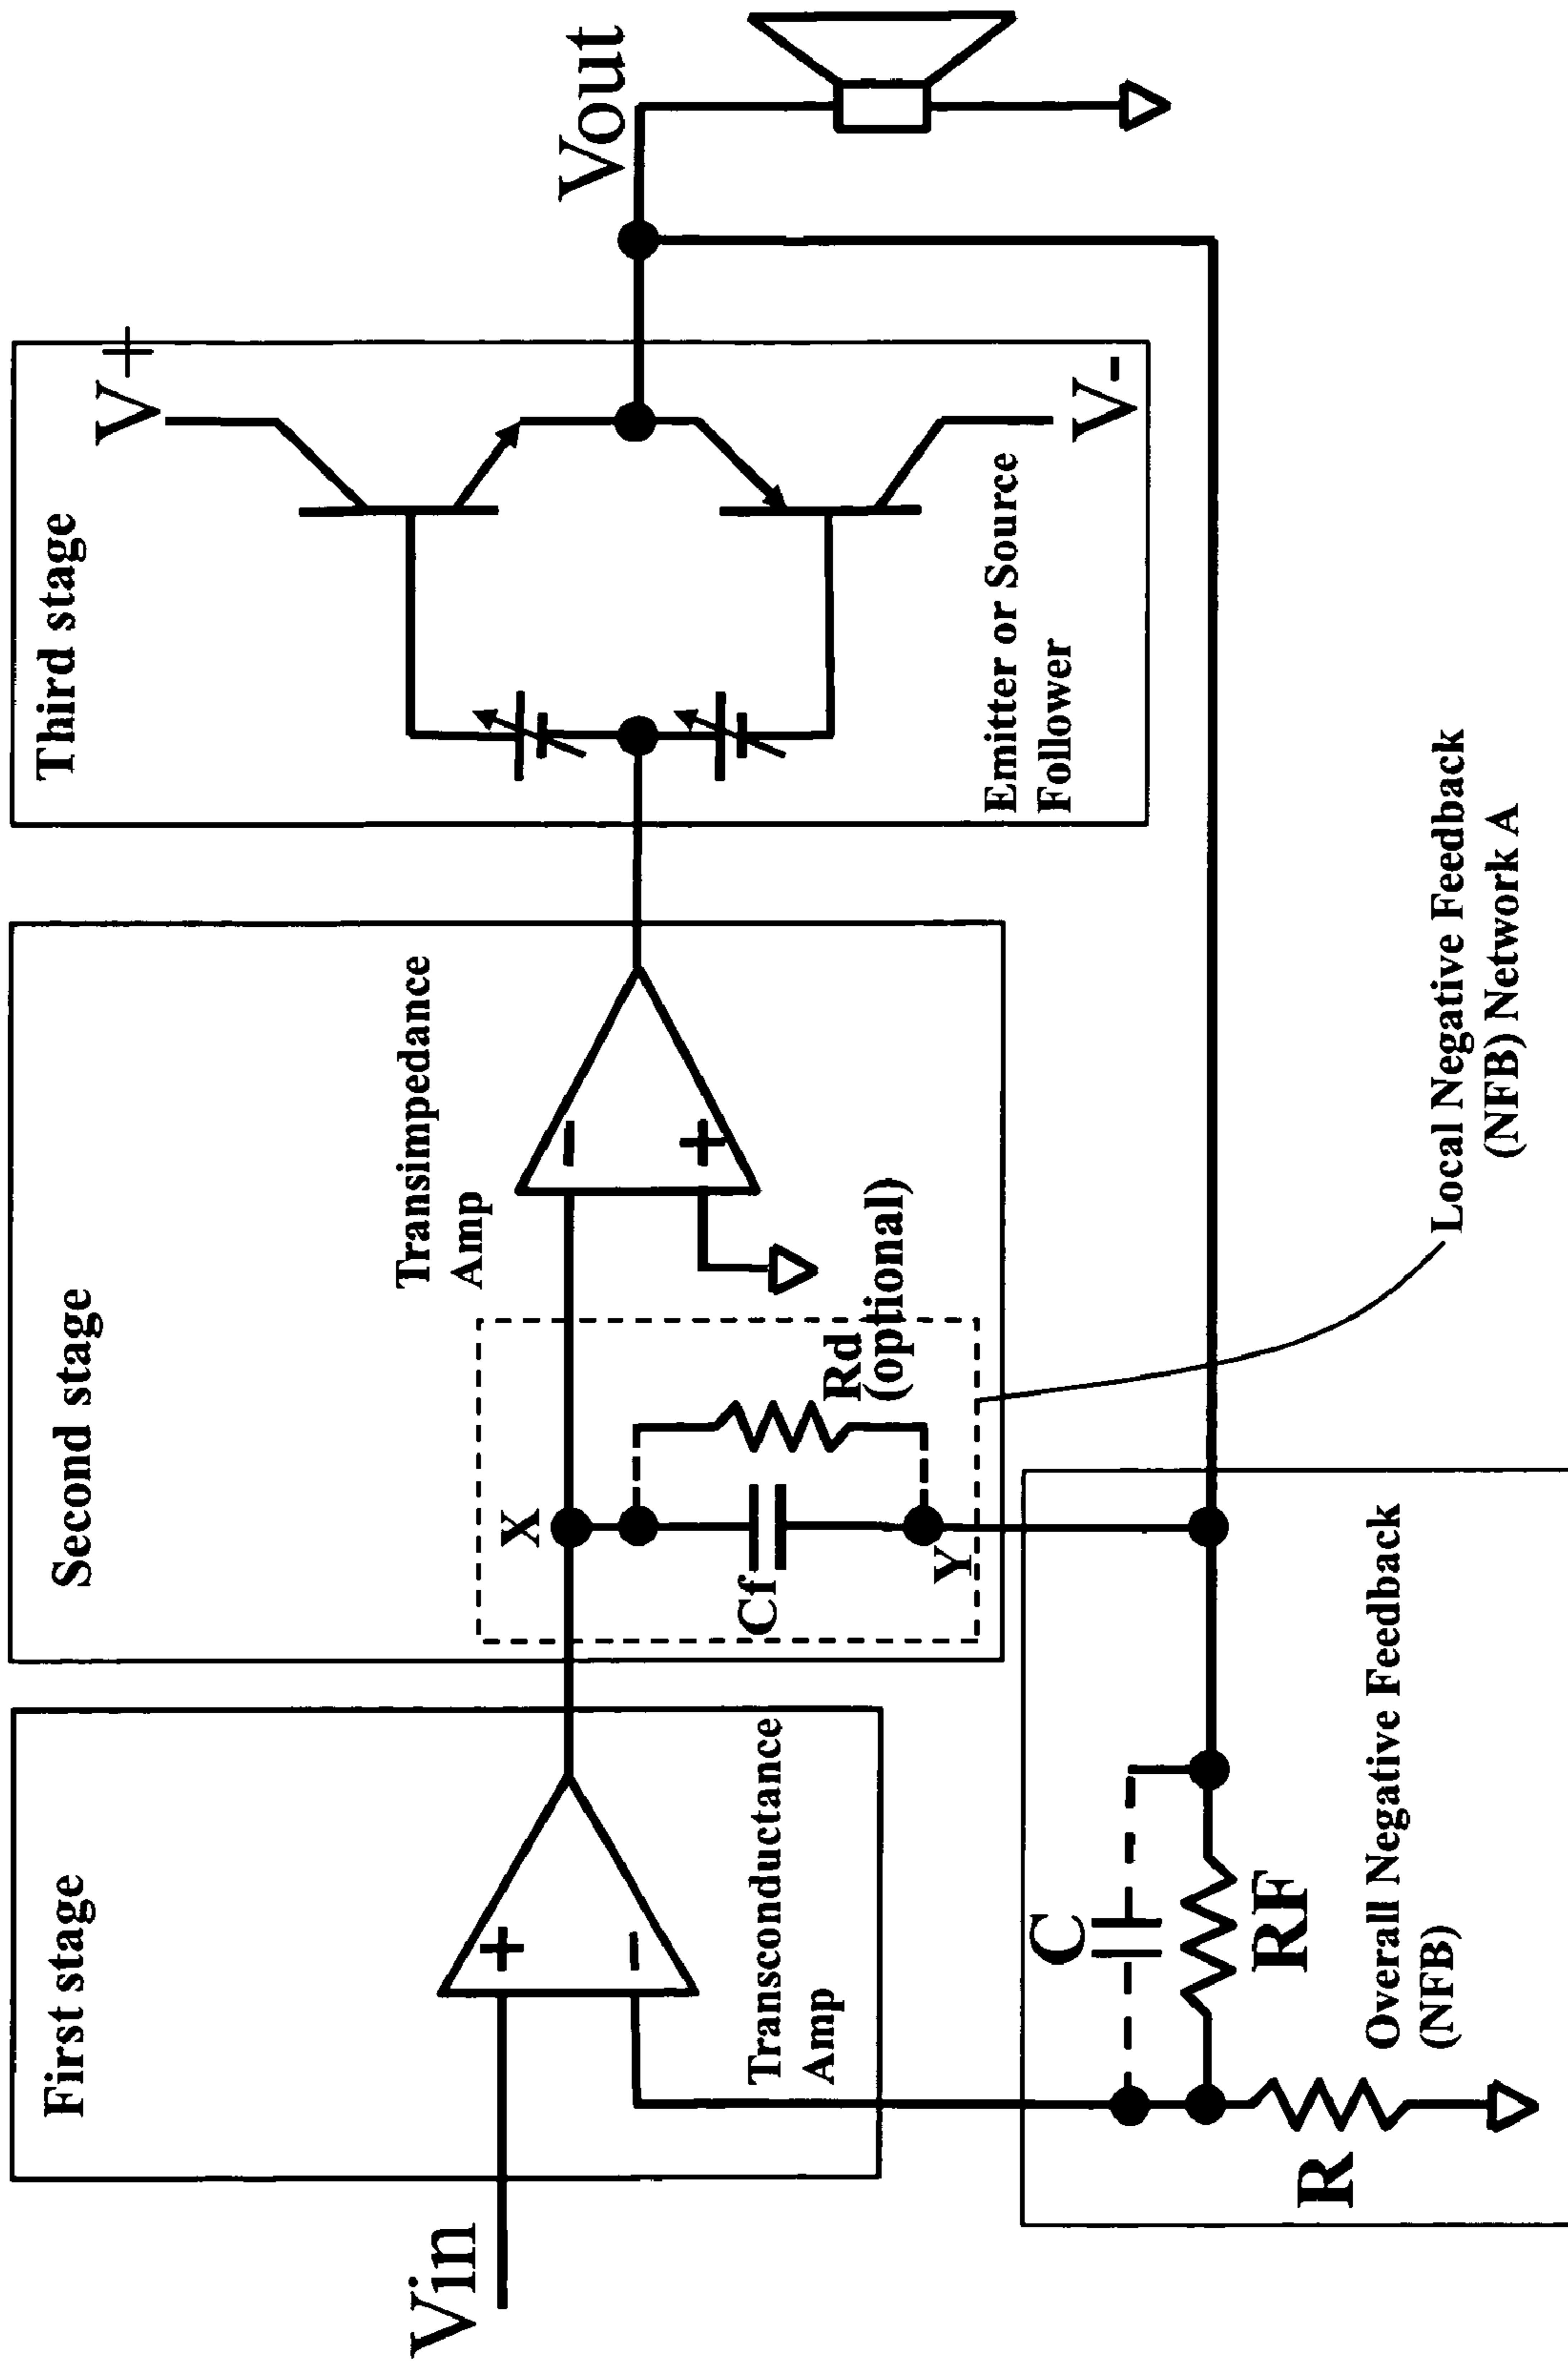 First stage
Vin
+
-
Transconductance
Amp
Second stage
X
Cf
Y
Rd
(optional)
Transimpedance
Amp
-
+
Third stage
V+
V-
Emitter or Source
Follower
Vout
C
RF
R
Overall Negative Feedback
(NFB)
Local Negative Feedback
(NFB) Network A